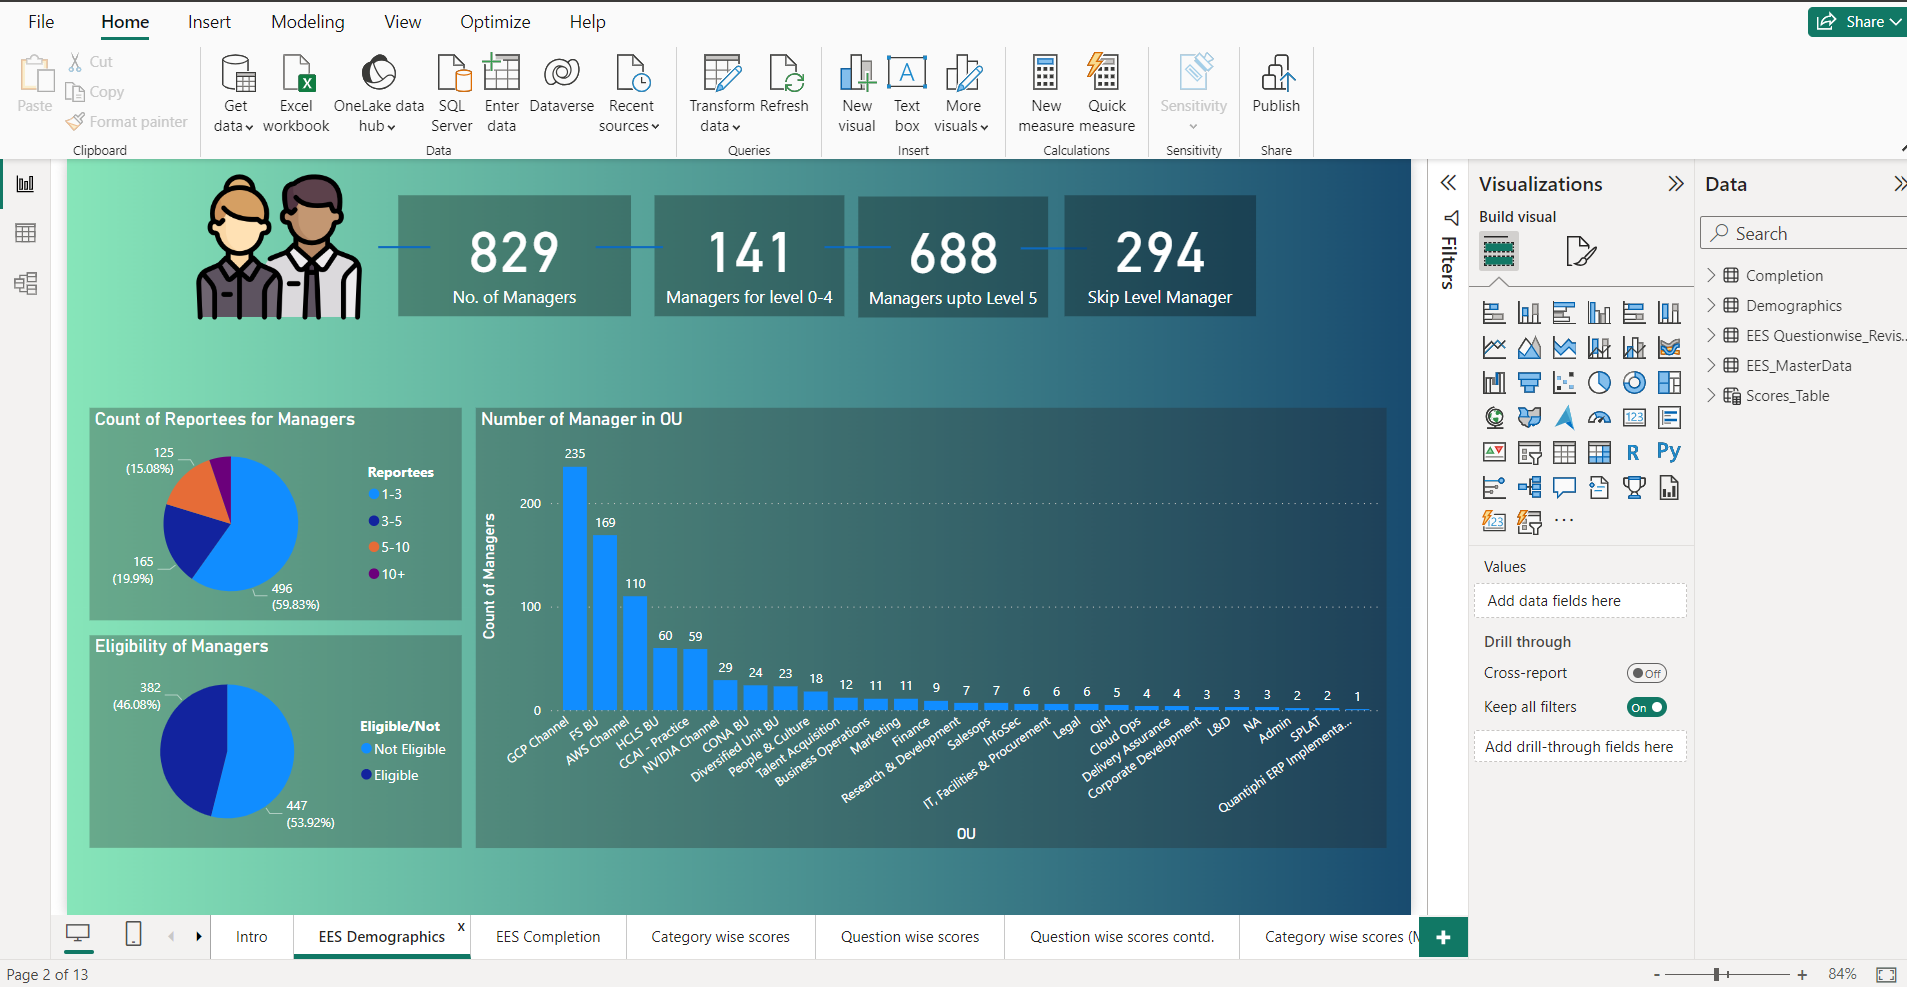 File Home Insert Modeling View Optimize Help Share
Paste
Cut
Copy
Format painter
Clipboard
Get data
Excel workbook
OneLake data hub
SQL Server
Enter data
Dataverse
Recent sources
Data
Transform data
Refresh
Queries
New visual
Text box
More visuals
Insert
New measure
Quick measure
Calculations
Sensitivity
Sensitivity
Publish
Share
829
No. of Managers
141
Managers for level 0-4
688
Managers upto Level 5
294
Skip Level Manager
Count of Reportees for Managers
125
(15.08%)
165
(19.9%)
496
(59.83%)
Reportees
1-3
3-5
5-10
10+
Eligibility of Managers
382
(46.08%)
447
(53.92%)
Eligible/Not
Not Eligible
Eligible
Number of Manager in OU
Count of Managers
200
100
0
235 169 110 60 59 29 24 23 18 12 11 11 9 7 7 6 6 6 5 4 4 3 3 3 2 2 1
GCP Channel
FS BU
AWS Channel
HCLS BU
CCAI - Practice
NVIDIA Channel
CONA BU
Diversified Unit BU
People & Culture
Talent Acquisition
Business Operations
Marketing
Finance
Research & Development
Salesops
InfoSec
IT, Facilities & Procurement
Legal
QiH
Cloud Ops
Delivery Assurance
Corporate Development
L&D
NA
Admin
SPLAT
Quantiphi ERP Implementa...
OU
Filters
Visualizations
Build visual
123
R Py
123
...
Values
Add data fields here
Drill through
Cross-report Off
Keep all filters On
Add drill-through fields here
Data
Search
Completion
Demographics
EES Questionwise_Revis...
EES_MasterData
Scores_Table
Intro
EES Demographics x
EES Completion
Category wise scores
Question wise scores
Question wise scores contd.
Category wise scores (M
+
Page 2 of 13
- + 84%